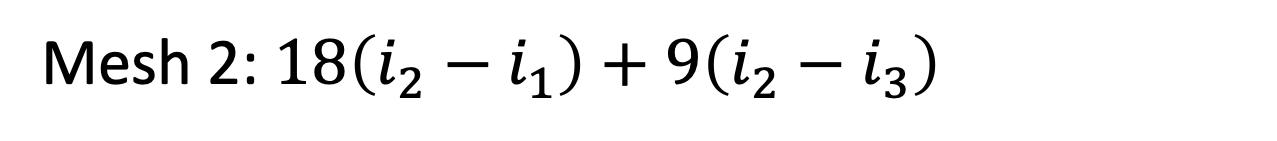 Mesh 2: 18(i₂ − i₁) + 9(i₂ − i₃)